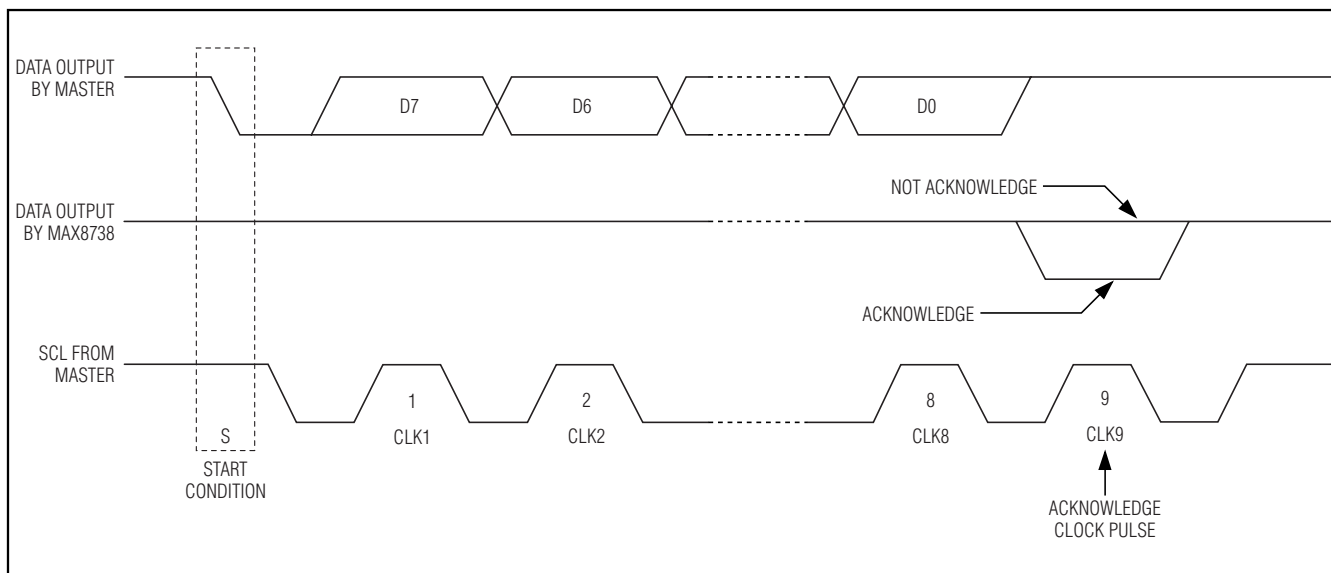 DATA OUTPUT
BY MASTER
D7
D6
D0
NOT ACKNOWLEDGE
DATA OUTPUT
BY MAX8738
ACKNOWLEDGE
SCL FROM
MASTER
1
2
8
9
S
CLK1
CLK2
CLK8
CLK9
START
CONDITION
ACKNOWLEDGE
CLOCK PULSE